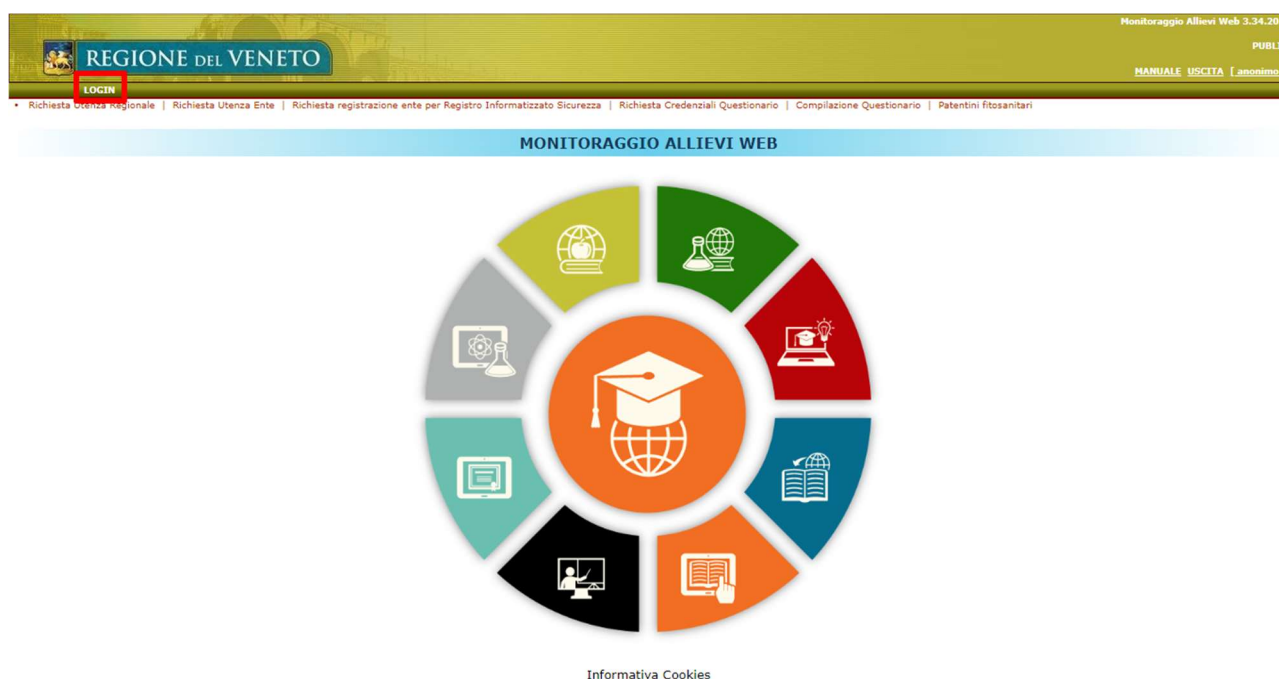 Monitoraggio Allievi Web 3.34.20
PUBL
REGIONE DEL VENETO
MANUALE USCITA [ anonimo
LOGIN
• Richiesta Utenza Regionale | Richiesta Utenza Ente | Richiesta registrazione ente per Registro Informatizzato Sicurezza | Richiesta Credenziali Questionario | Compilazione Questionario | Patentini fitosanitari
MONITORAGGIO ALLIEVI WEB
Informativa Cookies